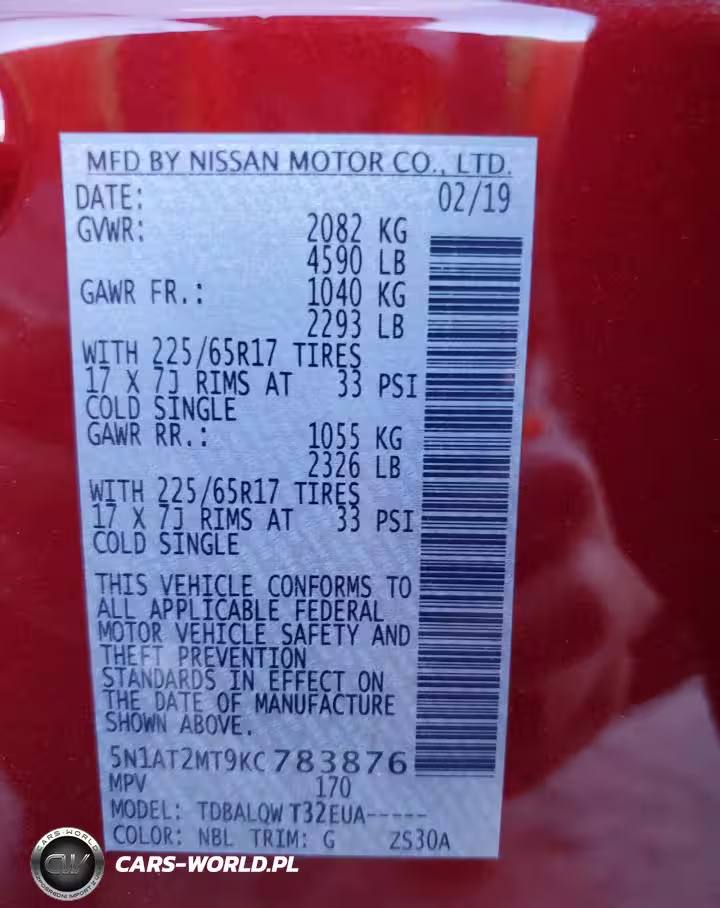 MFD BY NISSAN MOTOR CO., LTD.
DATE: 02/19
GVWR: 2082 KG
4590 LB
GAWR FR.: 1040 KG
2293 LB
WITH 225/65R17 TIRES
17 X 7J RIMS AT 33 PSI
COLD SINGLE
GAWR RR.: 1055 KG
2326 LB
WITH 225/65R17 TIRES
17 X 7J RIMS AT 33 PSI
COLD SINGLE
THIS VEHICLE CONFORMS TO
ALL APPLICABLE FEDERAL
MOTOR VEHICLE SAFETY AND
THEFT PREVENTION
STANDARDS IN EFFECT ON
THE DATE OF MANUFACTURE
SHOWN ABOVE.
5N1AT2MT9KC783876
MPV 170
MODEL: TDBALQW T32EUA-----
COLOR: NBL TRIM: G ZS30A
CARS-WORLD
CW
CARS-WORLD.PL